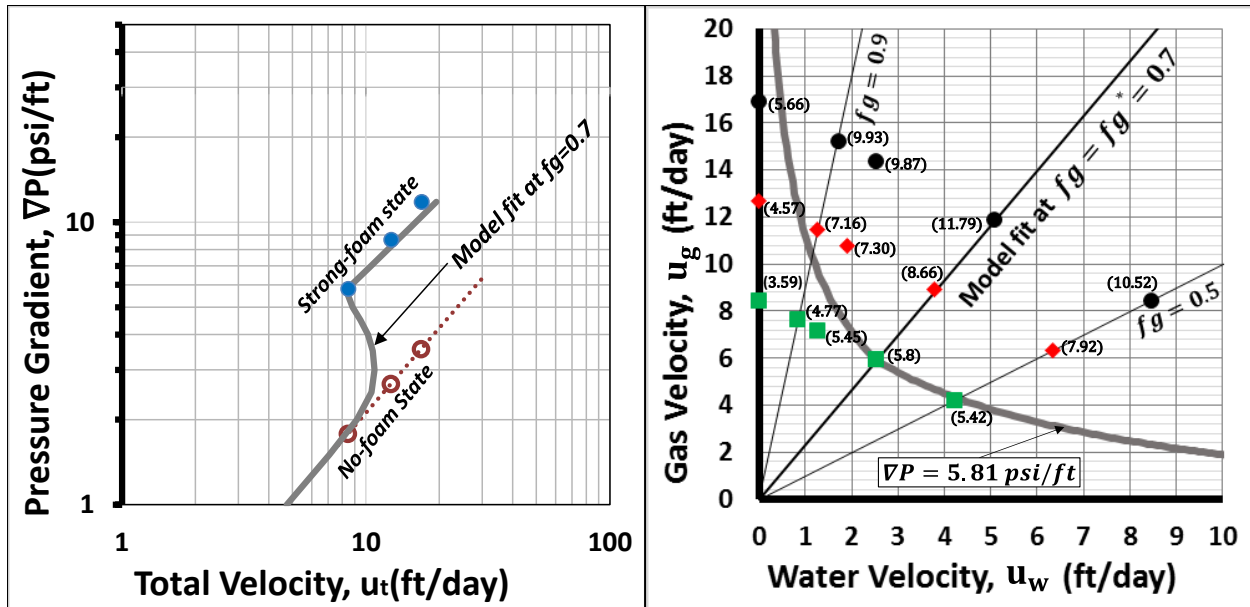 Pressure Gradient, ∇P(psi/ft)
10
1
1
10
100
Total Velocity, ut(ft/day)
Strong-foam state
Model fit at fg=0.7
No-foam State
Gas Velocity, ug (ft/day)
20
18
16
14
12
10
8
6
4
2
0
0 1 2 3 4 5 6 7 8 9 10
Water Velocity, uw (ft/day)
fg = 0.9
Model fit at fg = fg* = 0.7
fg = 0.5
(5.66)
(9.93)
(9.87)
(4.57)
(7.16)
(7.30)
(11.79)
(8.66)
(10.52)
(3.59)
(4.77)
(5.45)
(5.8)
(7.92)
(5.42)
∇P = 5.81 psi/ft